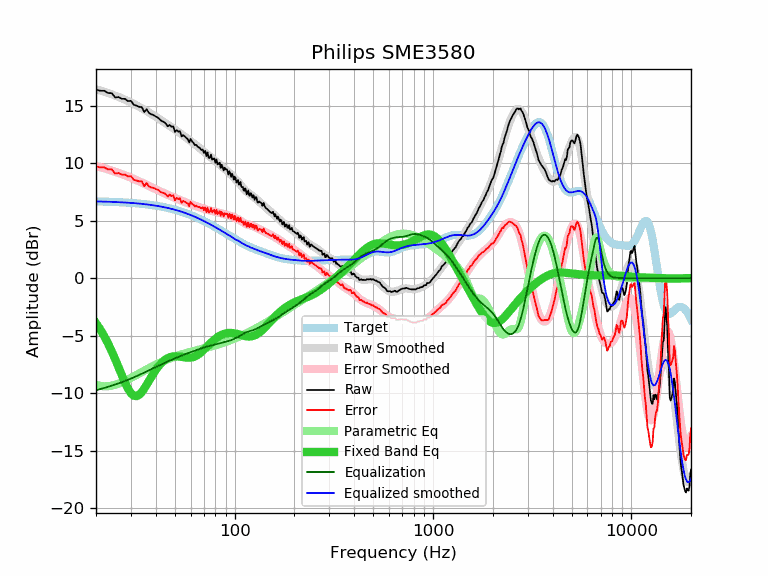 Philips SME3580
Amplitude (dBr)
15
10
5
0
−5
−10
−15
−20
Target
Raw Smoothed
Error Smoothed
Raw
Error
Parametric Eq
Fixed Band Eq
Equalization
Equalized smoothed
100
1000
10000
Frequency (Hz)